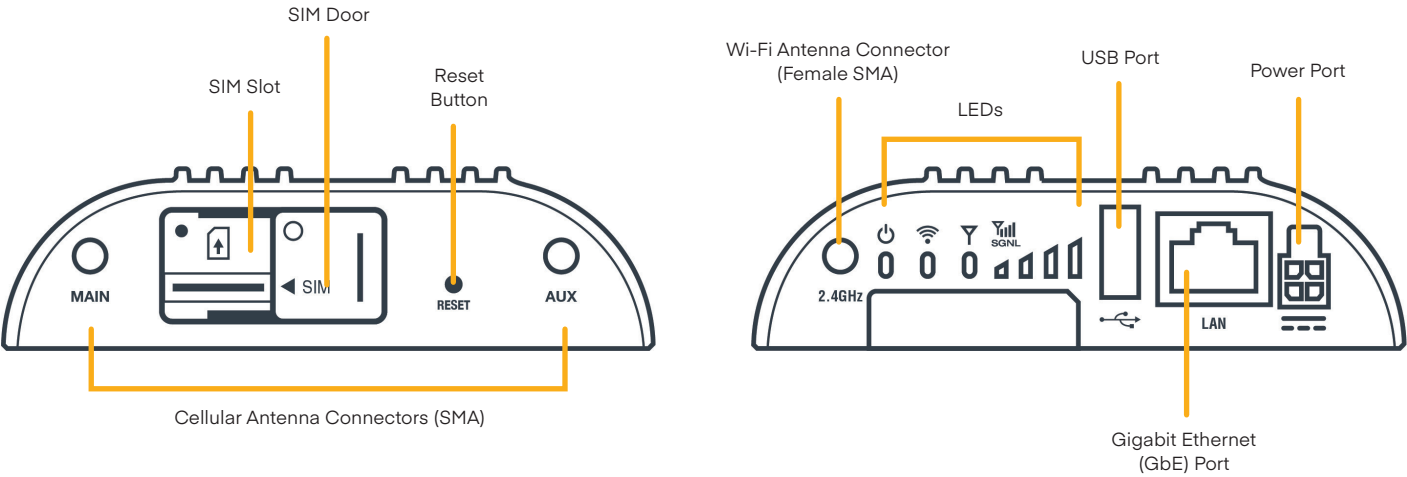 SIM Door
SIM Slot
Reset
Button
MAIN
SIM
RESET
AUX
Cellular Antenna Connectors (SMA)
Wi-Fi Antenna Connector
(Female SMA)
LEDs
USB Port
Power Port
SGNL
2.4GHz
LAN
Gigabit Ethernet
(GbE) Port